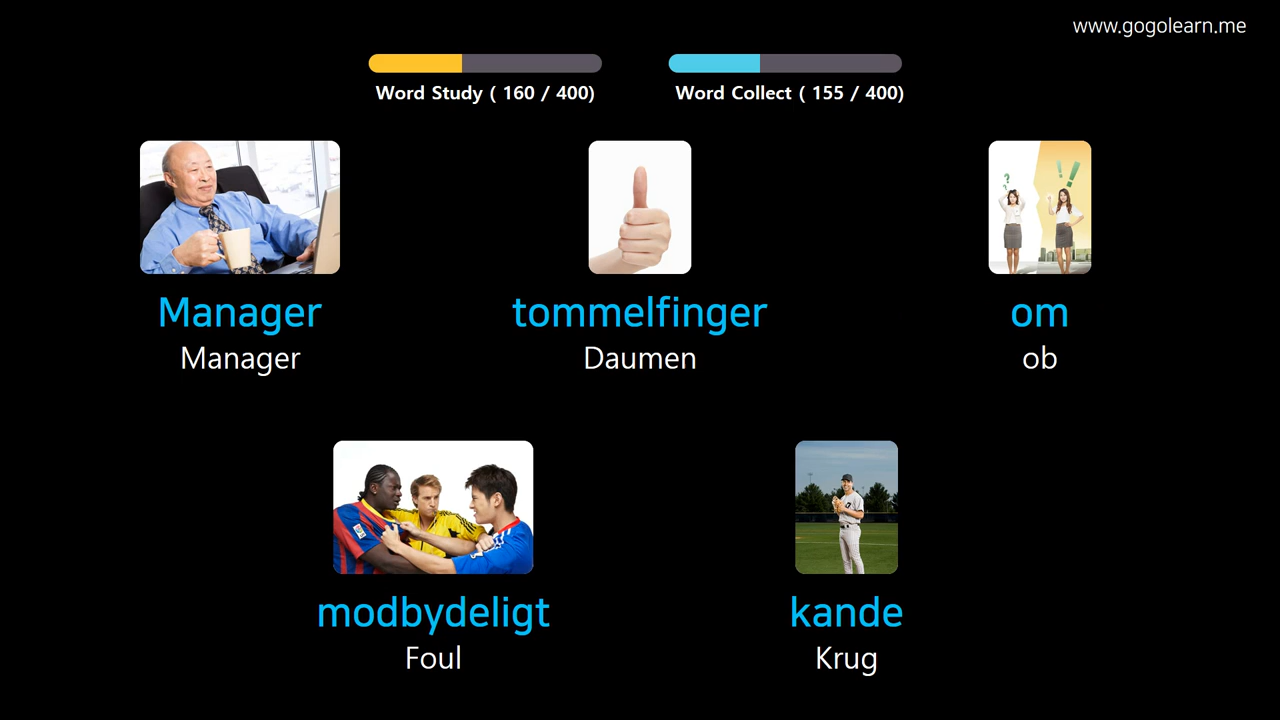 www.gogolearn.me
Word Study ( 160 / 400)
Word Collect ( 155 / 400)
Manager
Manager
tommelfinger
Daumen
om
ob
modbydeligt
Foul
kande
Krug